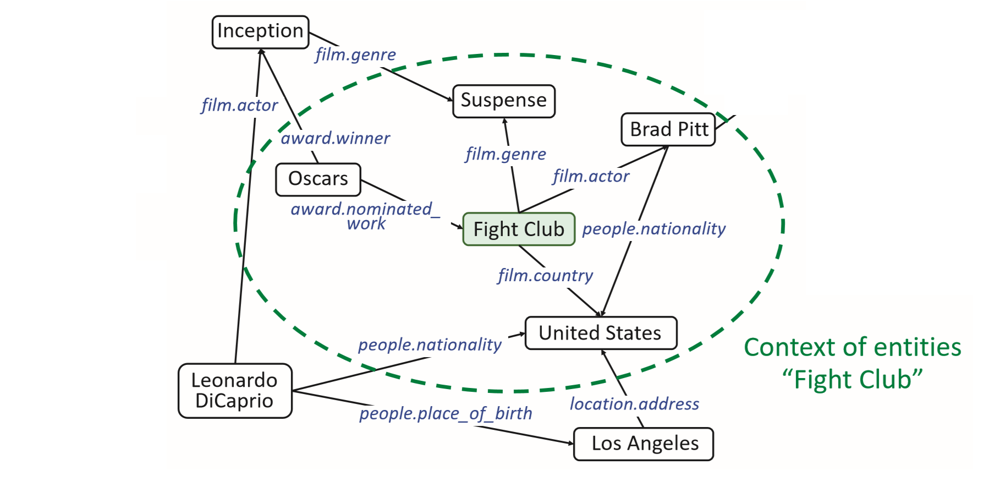 Inception
film.genre
Suspense
film.actor
Brad Pitt
award.winner
film.genre
Oscars
film.actor
award.nominated_
work
Fight Club
people.nationality
film.country
United States
people.nationality
Context of entities
“Fight Club”
Leonardo
DiCaprio
people.place_of_birth
location.address
Los Angeles